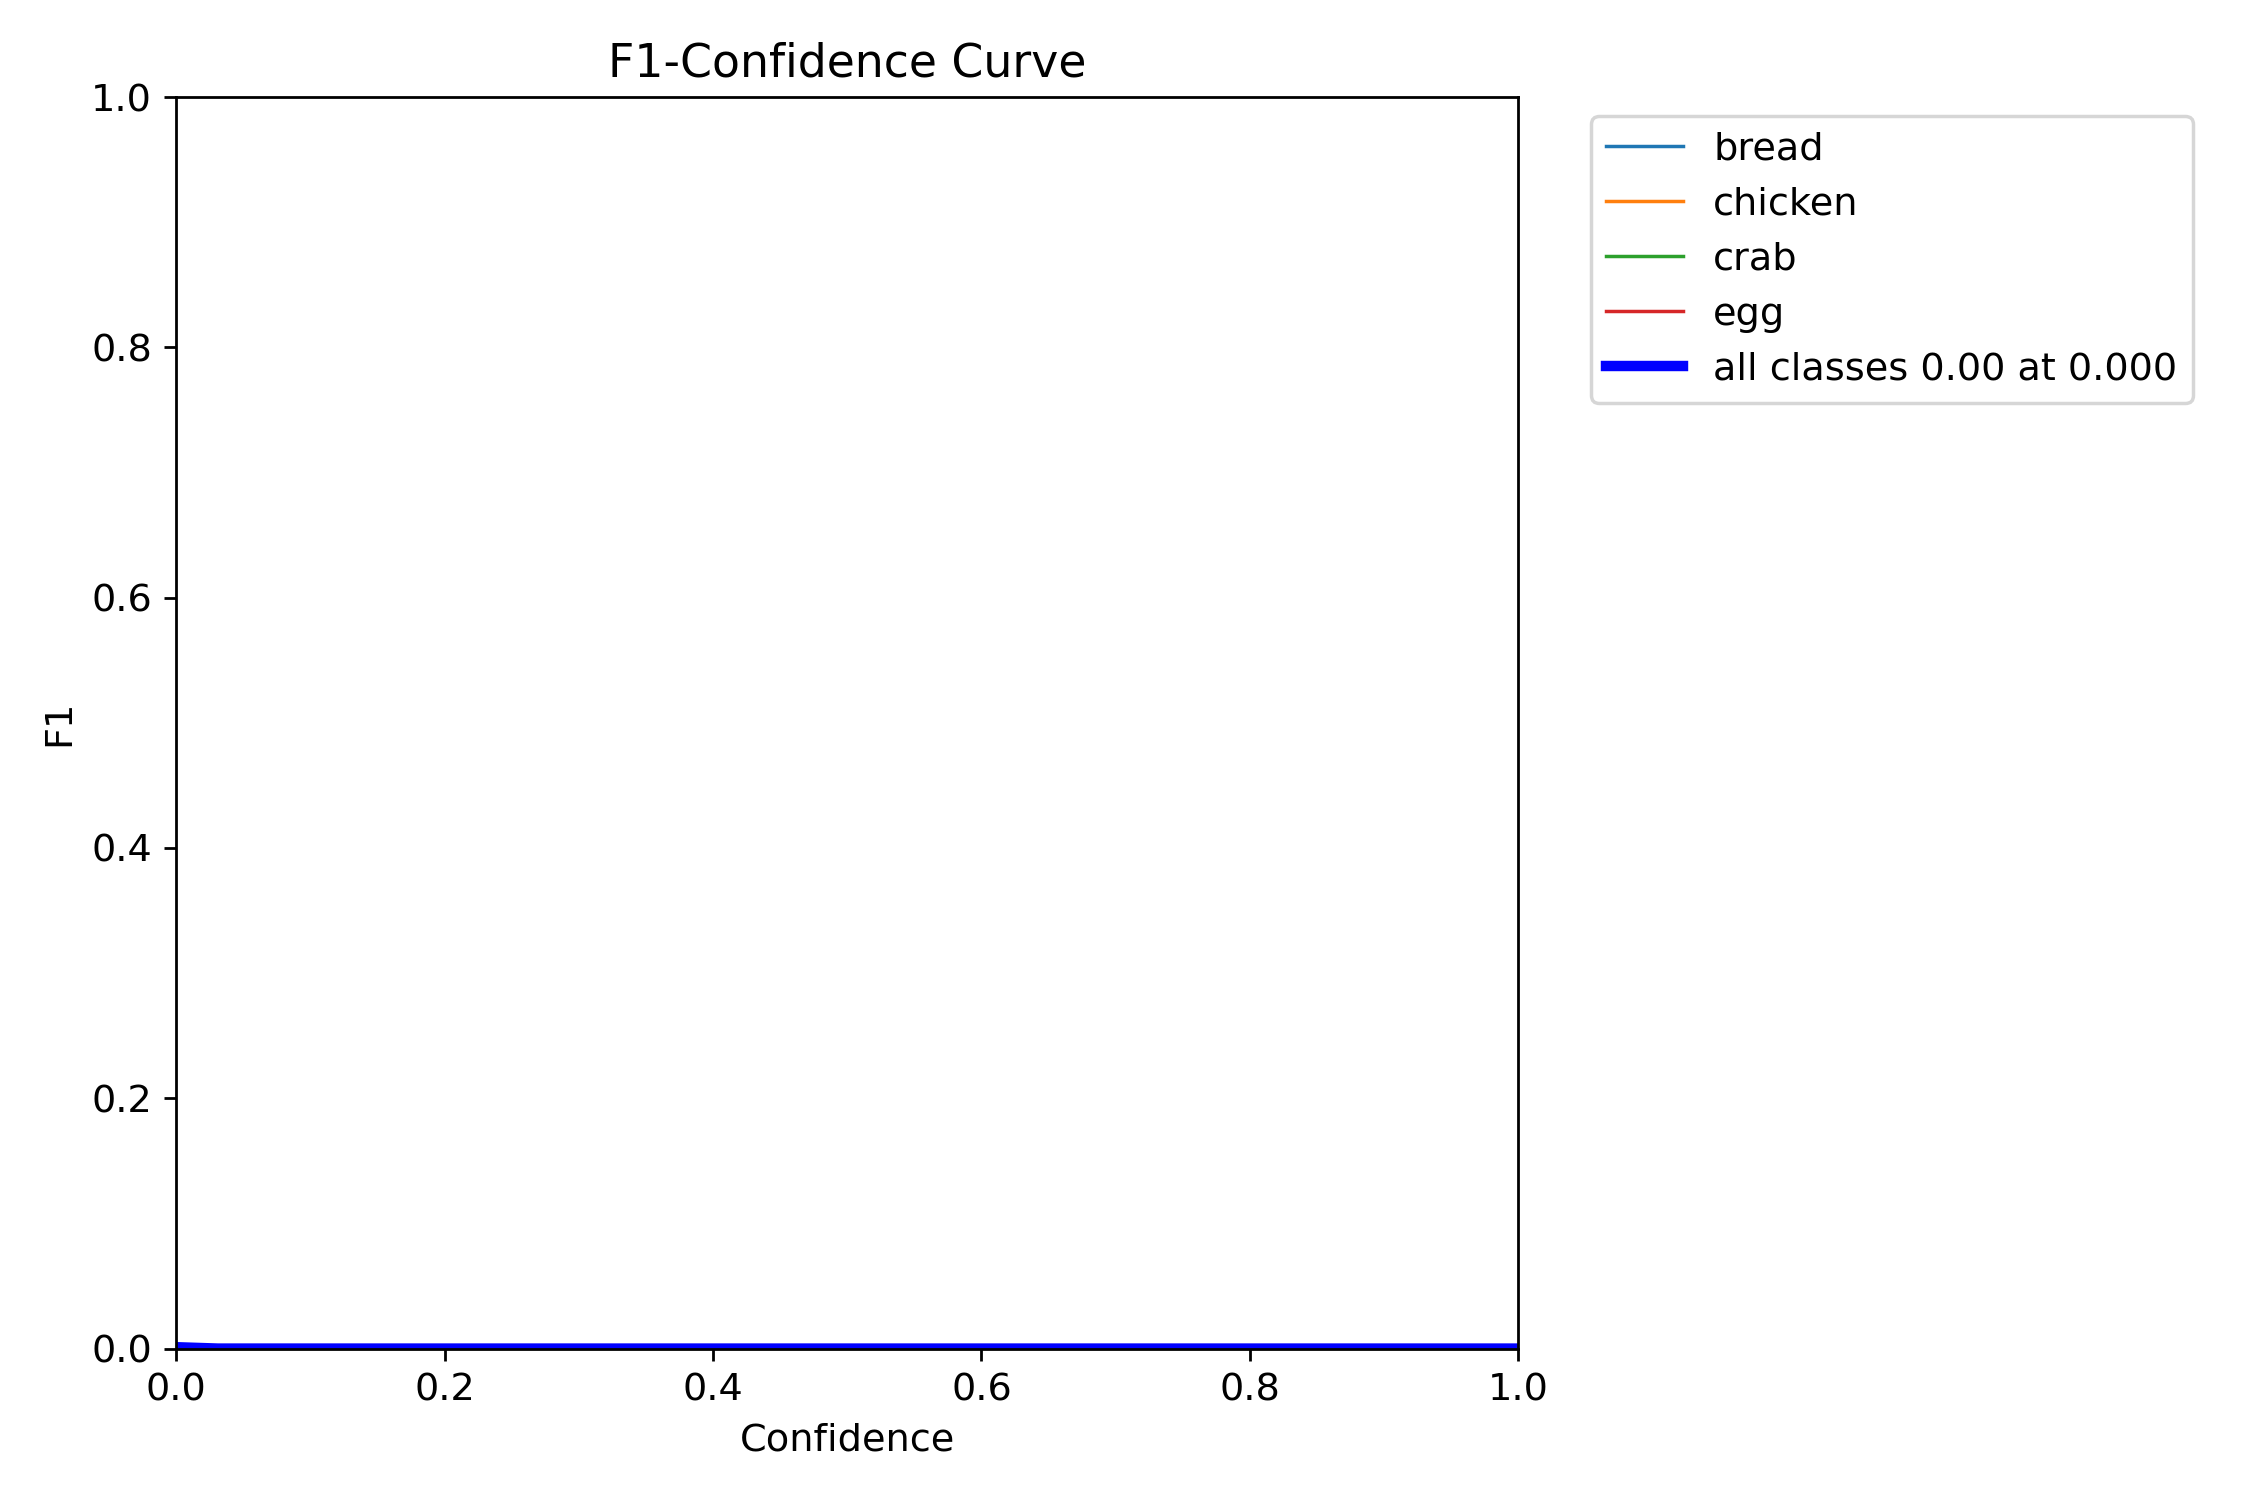 F1-Confidence Curve
1.0
0.8
0.6
0.4
0.2
0.0
F1
0.0 0.2 0.4 0.6 0.8 1.0
Confidence
bread
chicken
crab
egg
all classes 0.00 at 0.000